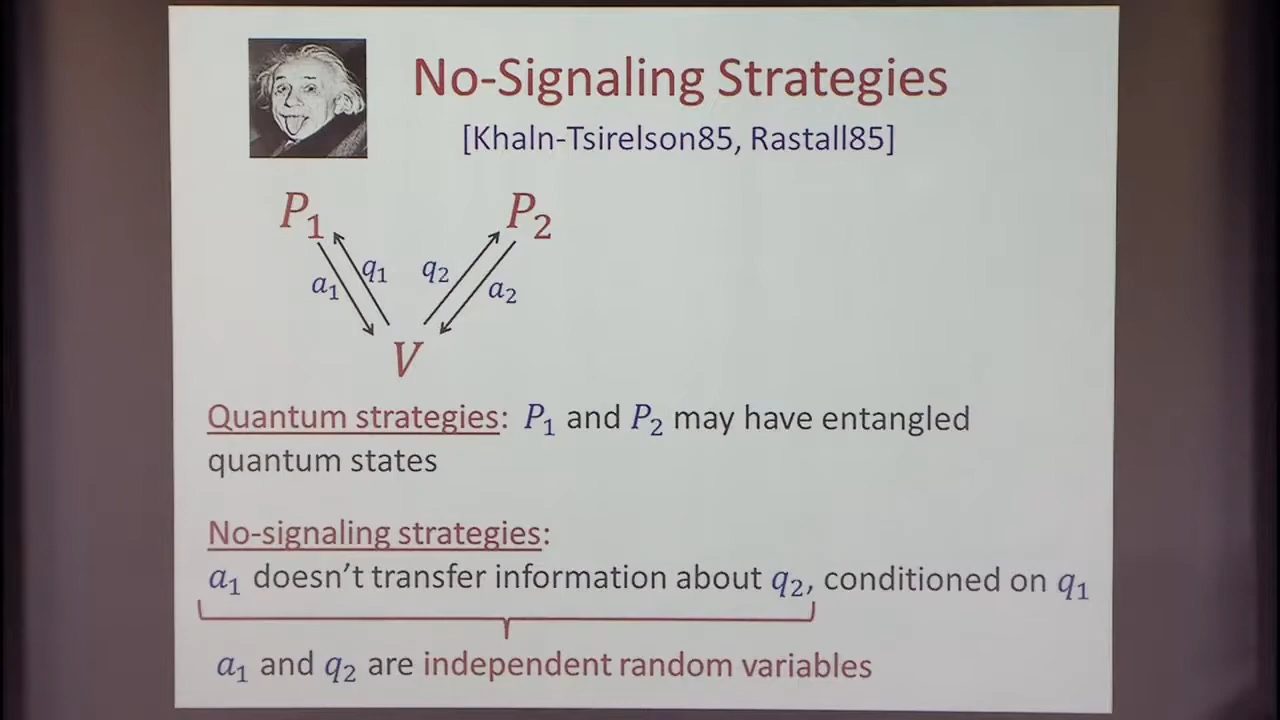 No-Signaling Strategies
[Khaln-Tsirelson85, Rastall85]
P₁ P₂
a₁ q₁ q₂ a₂
V
Quantum strategies: P₁ and P₂ may have entangled
quantum states
No-signaling strategies:
a₁ doesn't transfer information about q₂, conditioned on q₁
a₁ and q₂ are independent random variables